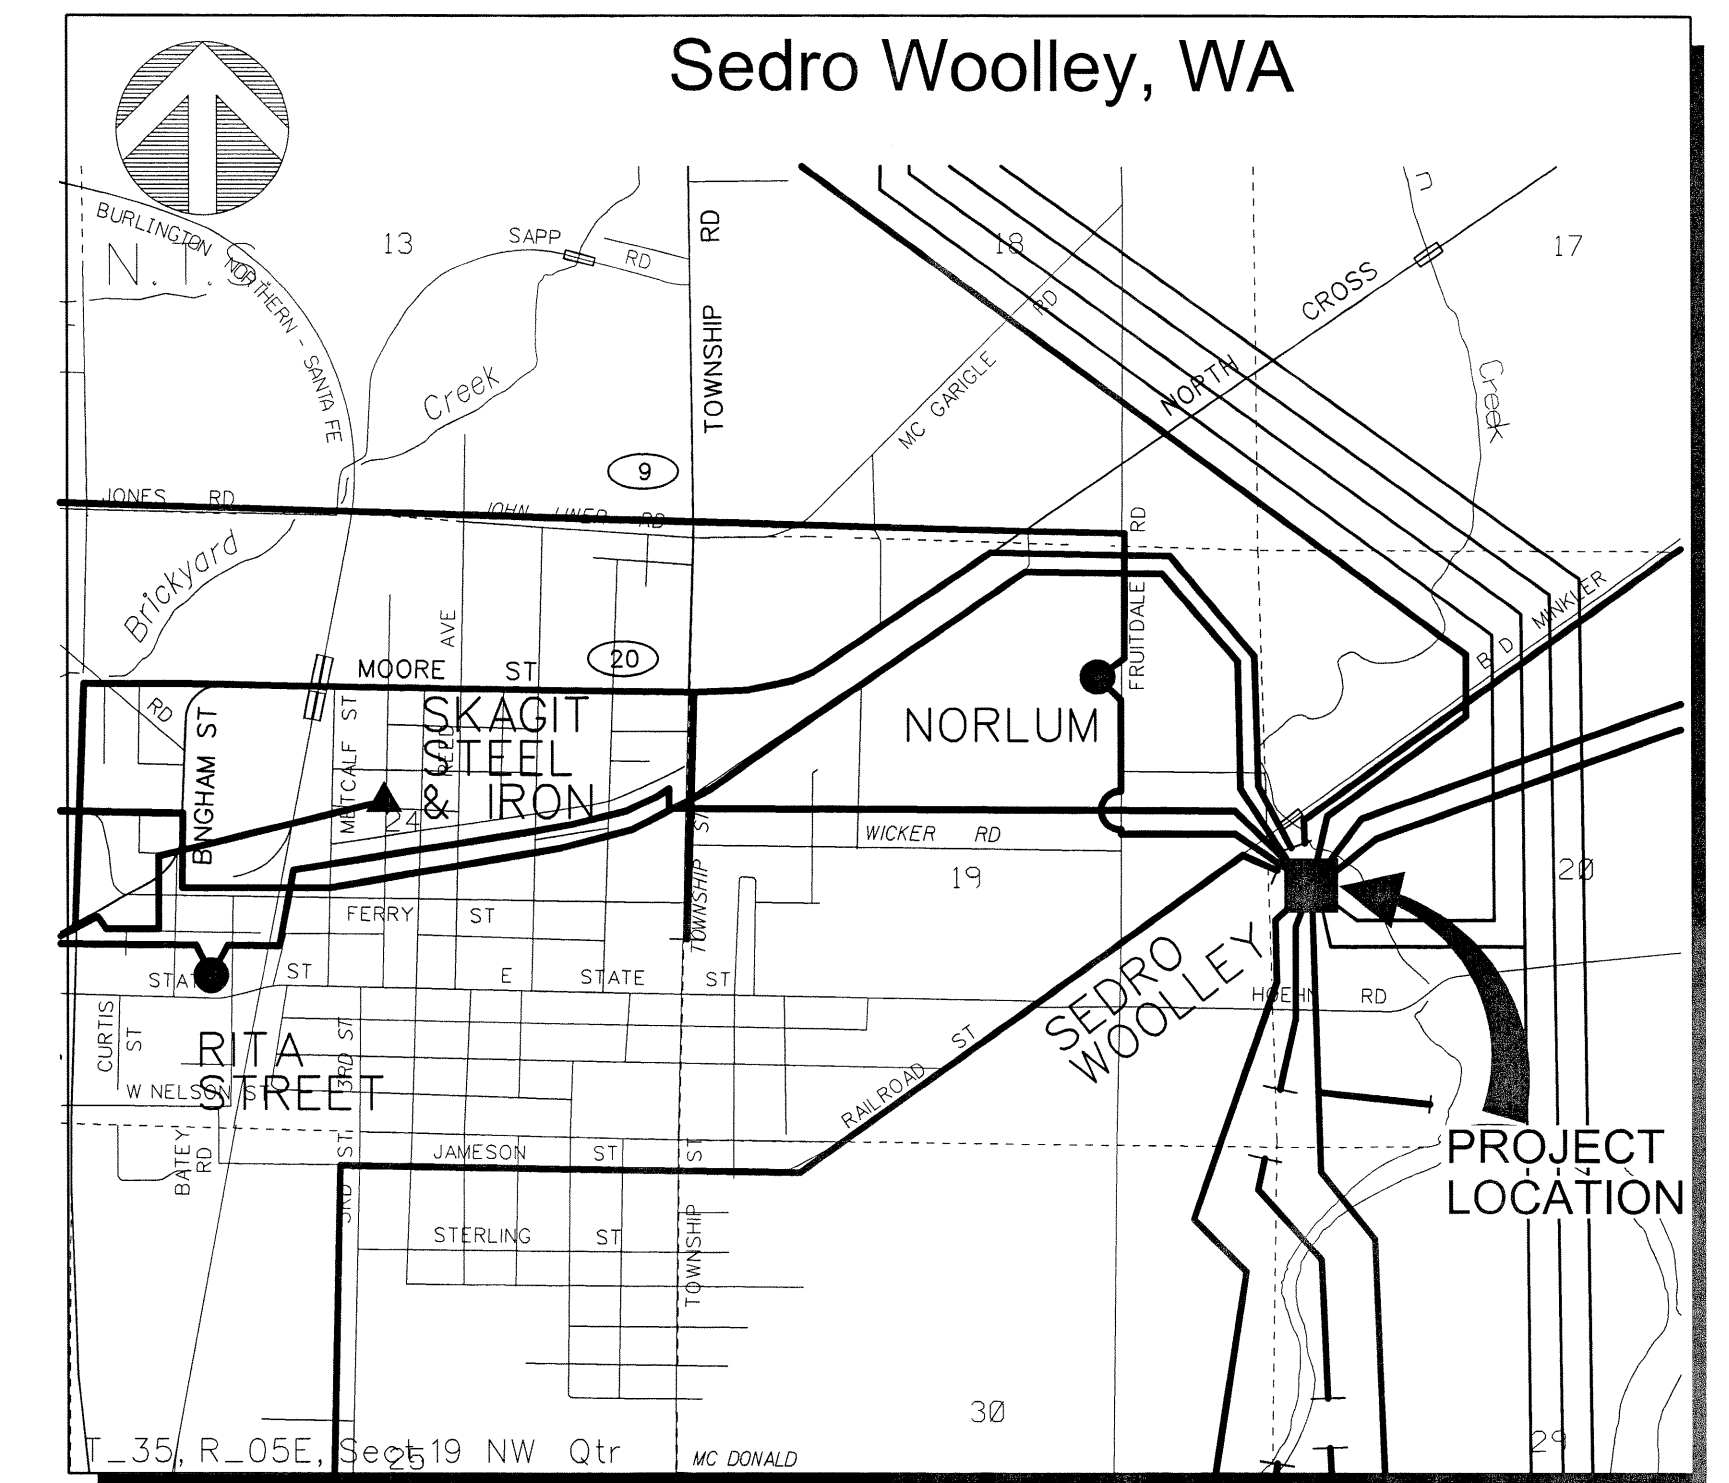 Sedro Woolley, WA
N.T.S.
BURLINGTON NORTHERN - SANTA FE
13
SAPP RD
TOWNSHIP RD
18
17
MC GARIGLE RD
NORTH CROSS
Creek
Creek
9
JONES RD
JOHN LINER RD
FRUITDALE RD
Brickyard
MINKLER
BD
AVE
REED
MOORE ST
20
RD
BINGHAM ST
METCALF ST
SKAGIT
STEEL
& IRON
24
NORLUM
WICKER RD
19
20
TOWNSHIP ST
FERRY ST
STATE ST
E STATE ST
SEDRO
WOOLLEY
HOEHN RD
CURTIS ST
RITA
STREET
3RD ST
W NELSON ST
RAILROAD ST
BATEY RD
JAMESON ST
3RD ST
STERLING ST
TOWNSHIP ST
PROJECT
LOCATION
30
29
T_35, R_05E, Sect 19 NW Qtr
25
MC DONALD